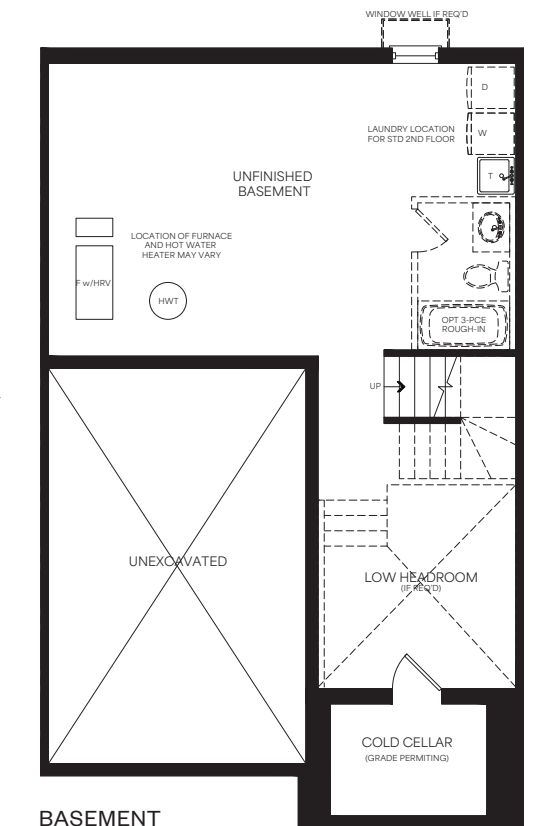 WINDOW WELL IF REQ'D
D
LAUNDRY LOCATION
FOR STD 2ND FLOOR
W
T
UNFINISHED
BASEMENT
LOCATION OF FURNACE
AND HOT WATER
HEATER MAY VARY
F w/HRV
HWT
OPT 3-PCE
ROUGH-IN
UP
UNEXCAVATED
LOW HEADROOM
(IF REQ'D)
COLD CELLAR
(GRADE PERMITING)
BASEMENT